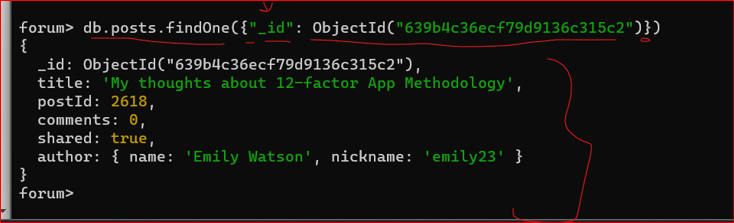 forum> db.posts.findOne({"_id": ObjectId("639b4c36ecf79d9136c315c2")})
{
  _id: ObjectId("639b4c36ecf79d9136c315c2"),
  title: 'My thoughts about 12-factor App Methodology',
  postId: 2618,
  comments: 0,
  shared: true,
  author: { name: 'Emily Watson', nickname: 'emily23' }
}
forum>